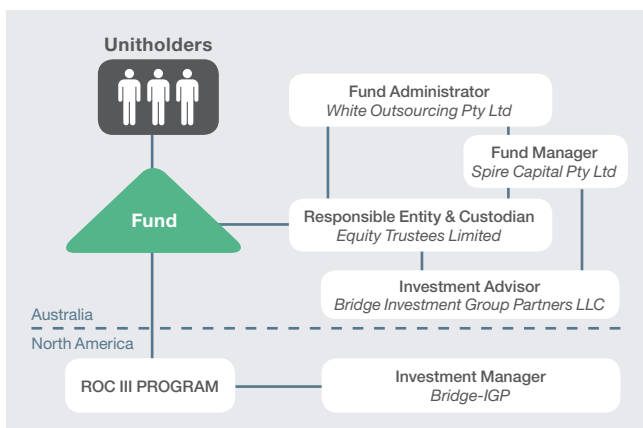 Unitholders
Fund Administrator
White Outsourcing Pty Ltd
Fund Manager
Spire Capital Pty Ltd
Fund
Responsible Entity & Custodian
Equity Trustees Limited
Investment Advisor
Bridge Investment Group Partners LLC
Australia
North America
ROC III PROGRAM
Investment Manager
Bridge-IGP